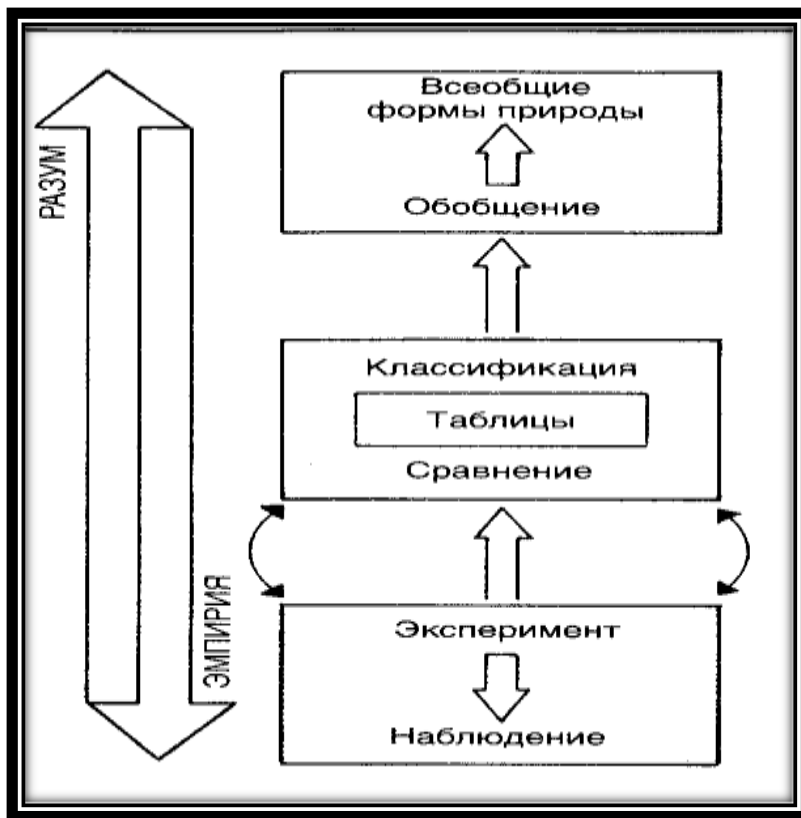 РАЗУМ
ЭМПИРИЯ
Всеобщие
формы природы
Обобщение
Классификация
Таблицы
Сравнение
Эксперимент
Наблюдение